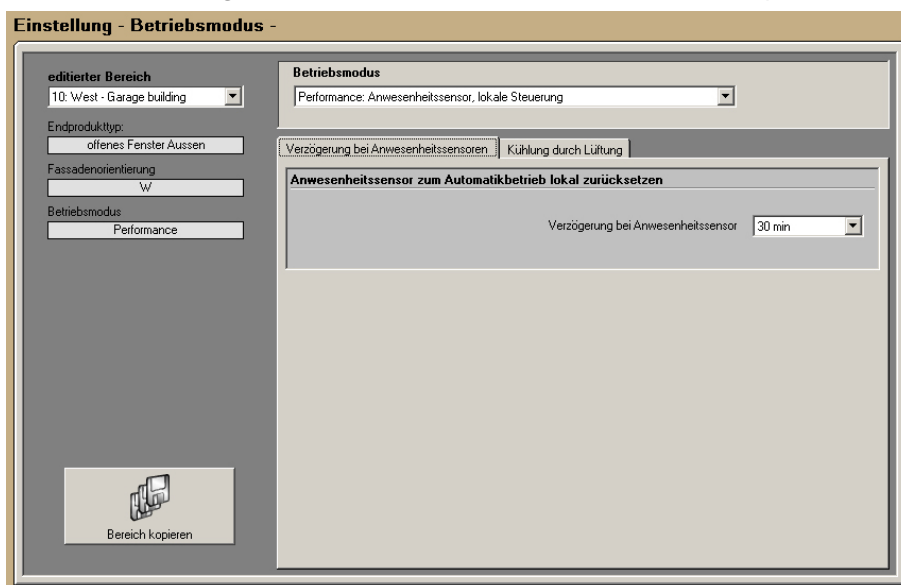 Einstellung - Betriebsmodus -
editierter Bereich
10: West - Garage building
Endprodukttyp:
offenes Fenster Aussen
Fassadenorientierung
W
Betriebsmodus
Performance
Bereich kopieren
Betriebsmodus
Performance: Anwesenheitssensor, lokale Steuerung
Verzögerung bei Anwesenheitssensoren
Kühlung durch Lüftung
Anwesenheitssensor zum Automatikbetrieb lokal zurücksetzen
Verzögerung bei Anwesenheitssensor
30 min